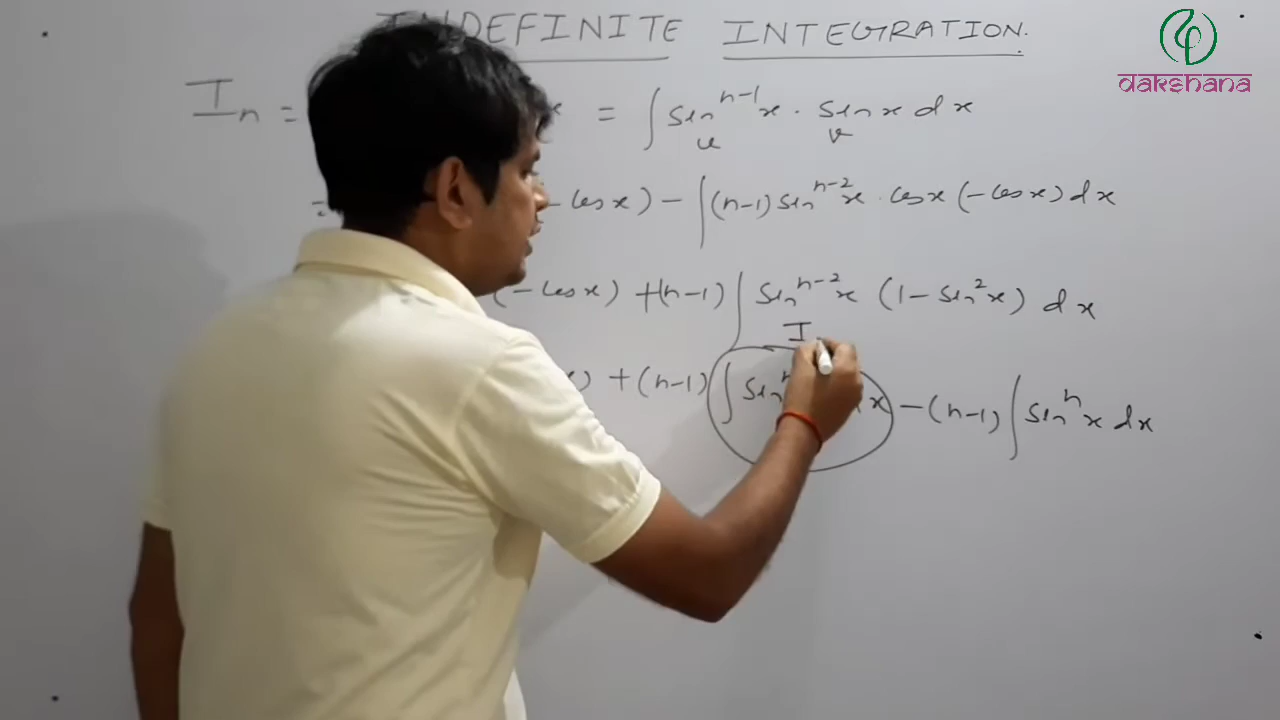 INDEFINITE INTEGRATION.
dakshana
Iₙ = x = ∫ sinⁿ⁻¹x · sin x dx
u v
= - cos x) - ∫ (n-1) sinⁿ⁻²x · cos x (-cos x) dx
(-cos x) + (n-1) ∫ sinⁿ⁻²x (1 - sin²x) dx
I
) + (n-1) ∫ sin x - (n-1) ∫ sinⁿx dx